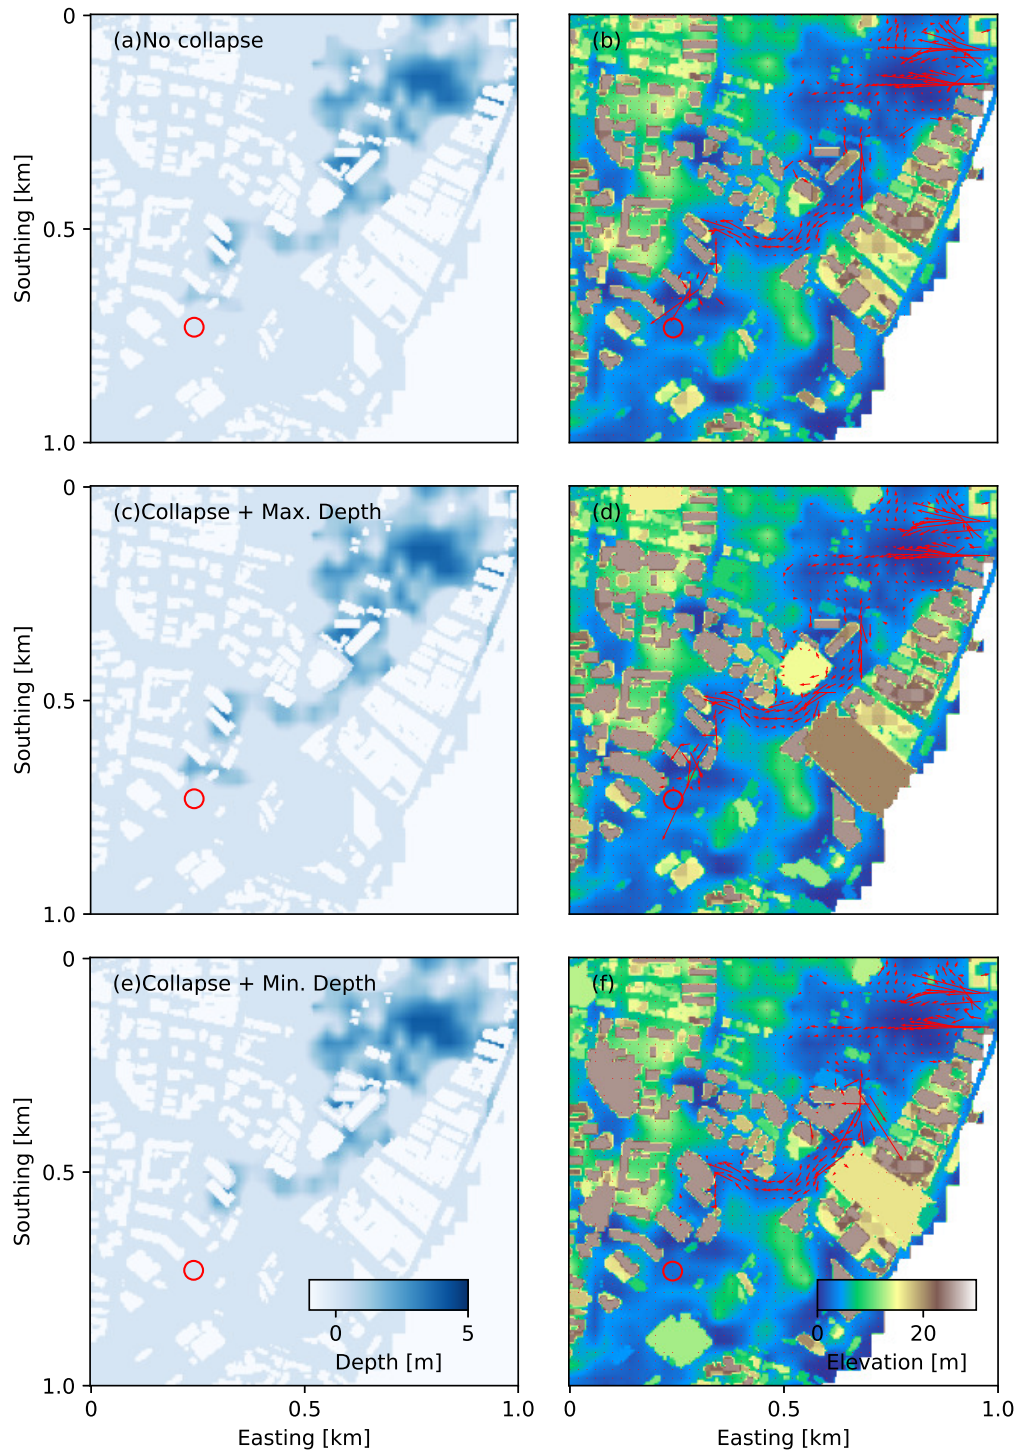 0
(a)No collapse
(b)
Southing [km]
0.5
1.0
0
(c)Collapse + Max. Depth
(d)
Southing [km]
0.5
1.0
0
(e)Collapse + Min. Depth
(f)
Southing [km]
0.5
0 5
Depth [m]
0 20
Elevation [m]
1.0
0 0.5 1.0
0 0.5 1.0
Easting [km]
Easting [km]